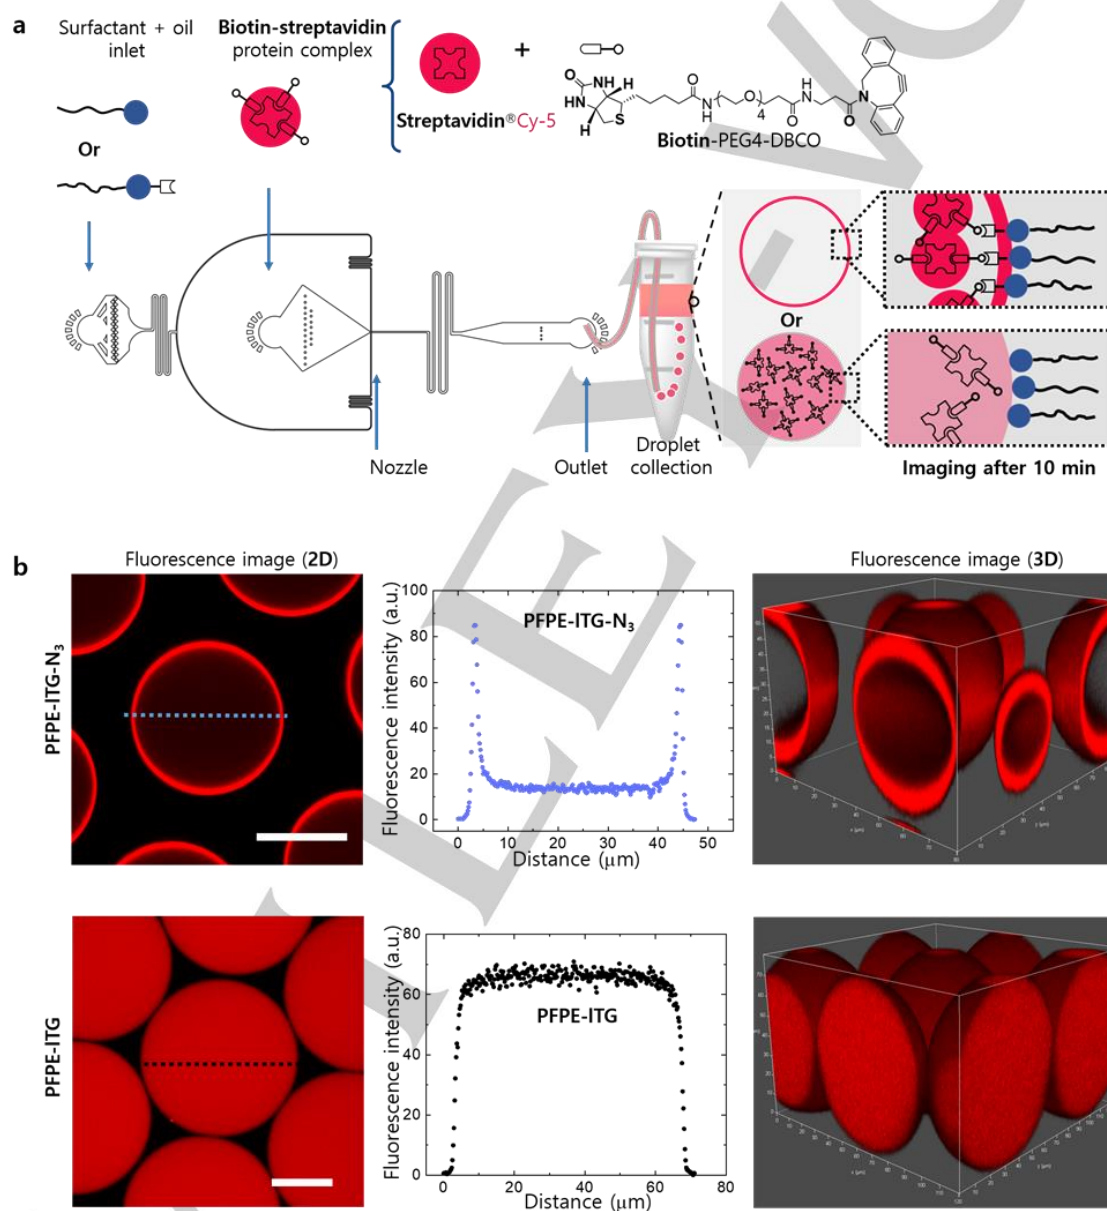 a
Surfactant + oil
inlet
Or
Biotin-streptavidin
protein complex
+
Streptavidin®Cy-5
O
HN
NH
H
H
S
O
N
H
O
4
O
H
N
O
N
Biotin-PEG4-DBCO
Nozzle
Outlet
Droplet
collection
Or
Imaging after 10 min
b
Fluorescence image (2D)
Fluorescence image (3D)
PFPE-ITG-N3
Fluorescence intensity (a.u.)
100
80
60
40
20
0
PFPE-ITG-N3
0 10 20 30 40 50
Distance (μm)
PFPE-ITG
Fluorescence intensity (a.u.)
80
60
40
20
0
PFPE-ITG
0 20 40 60 80
Distance (μm)